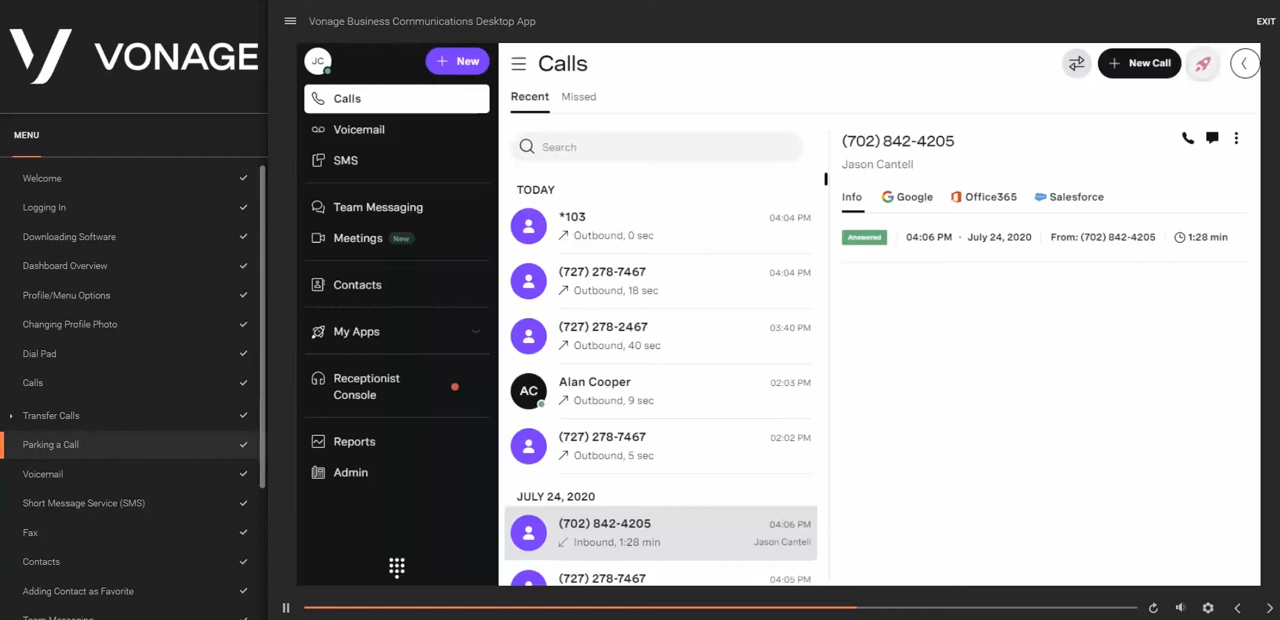 VONAGE
Vonage Business Communications Desktop App
EXIT
MENU
Welcome
Logging In
Downloading Software
Dashboard Overview
Profile/Menu Options
Changing Profile Photo
Dial Pad
Calls
Transfer Calls
Parking a Call
Voicemail
Short Message Service (SMS)
Fax
Contacts
Adding Contact as Favorite
Team Messaging
JC
+ New
Calls
Voicemail
SMS
Team Messaging
Meetings New
Contacts
My Apps
Receptionist
Console
Reports
Admin
Calls
+ New Call
Recent Missed
Search
TODAY
*103 04:04 PM
Outbound, 0 sec
(727) 278-7467 04:04 PM
Outbound, 18 sec
(727) 278-2467 03:40 PM
Outbound, 40 sec
AC
Alan Cooper 02:03 PM
Outbound, 9 sec
(727) 278-7467 02:02 PM
Outbound, 5 sec
JULY 24, 2020
(702) 842-4205 04:06 PM
Inbound, 1:28 min Jason Cantell
(727) 278-7467 04:05 PM
(702) 842-4205
Jason Cantell
Info Google Office365 Salesforce
Answered 04:06 PM · July 24, 2020 From: (702) 842-4205 1:28 min